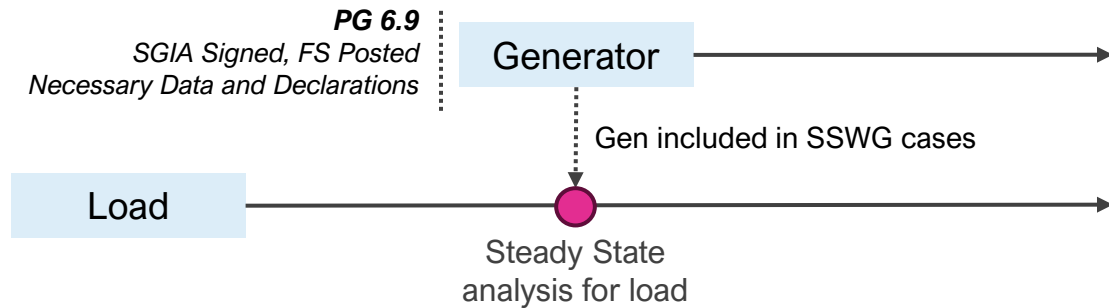 PG 6.9
SGIA Signed, FS Posted
Necessary Data and Declarations
Generator
Gen included in SSWG cases
Load
Steady State
analysis for load